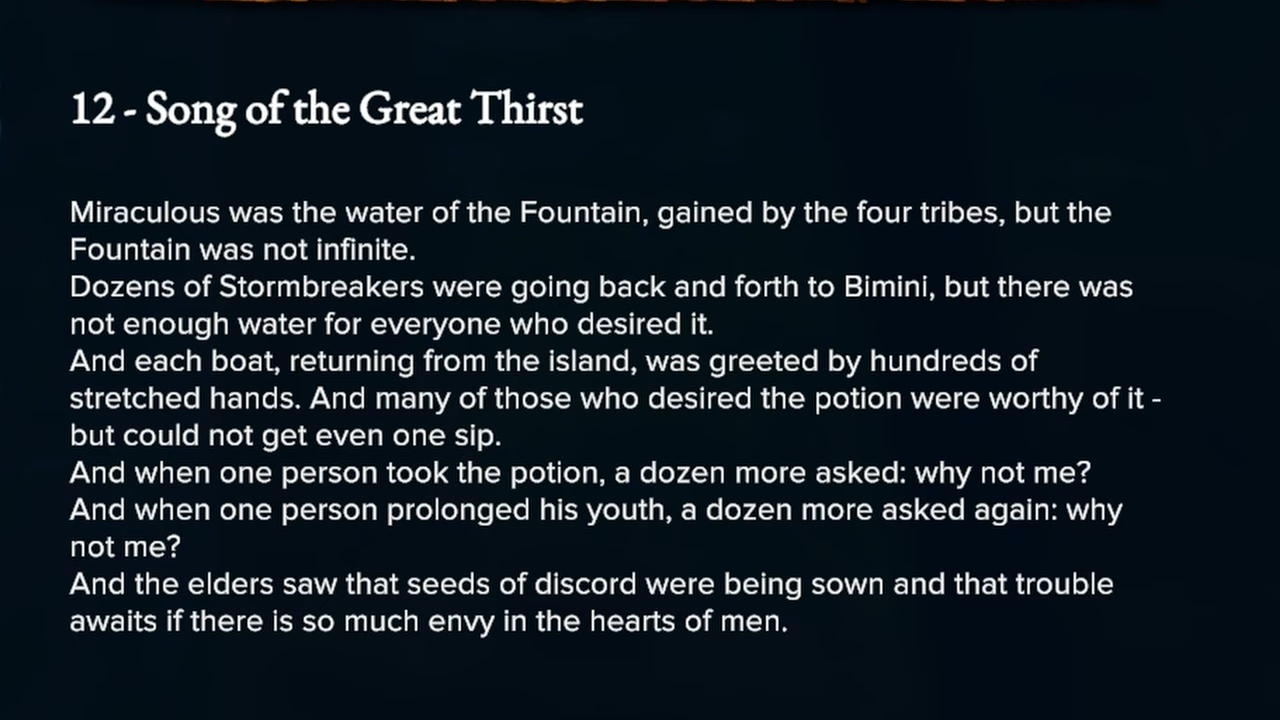 12 - Song of the Great Thirst
Miraculous was the water of the Fountain, gained by the four tribes, but the
Fountain was not infinite.
Dozens of Stormbreakers were going back and forth to Bimini, but there was
not enough water for everyone who desired it.
And each boat, returning from the island, was greeted by hundreds of
stretched hands. And many of those who desired the potion were worthy of it -
but could not get even one sip.
And when one person took the potion, a dozen more asked: why not me?
And when one person prolonged his youth, a dozen more asked again: why
not me?
And the elders saw that seeds of discord were being sown and that trouble
awaits if there is so much envy in the hearts of men.